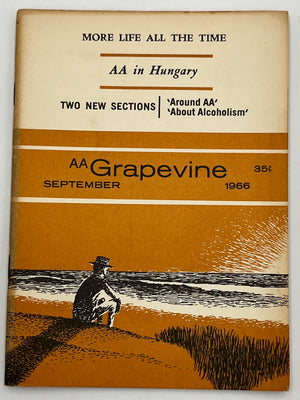 MORE LIFE ALL THE TIME
AA in Hungary
TWO NEW SECTIONS | 'Around AA'
'About Alcoholism'
AA Grapevine 35¢
SEPTEMBER 1966